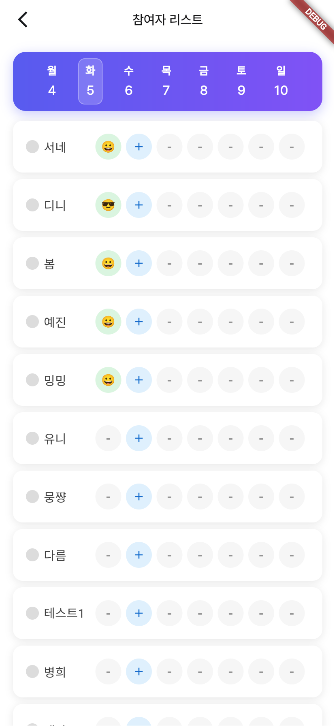 참여자 리스트
DEBUG
월 화 수 목 금 토 일
4 5 6 7 8 9 10
서네 😀 + - - - - -
디니 😎 + - - - - -
봄 😀 + - - - - -
예진 😀 + - - - - -
밍밍 😀 + - - - - -
유니 - + - - - - -
뭉쨩 - + - - - - -
다름 - + - - - - -
테스트1 - + - - - - -
병희 - + - - - - -